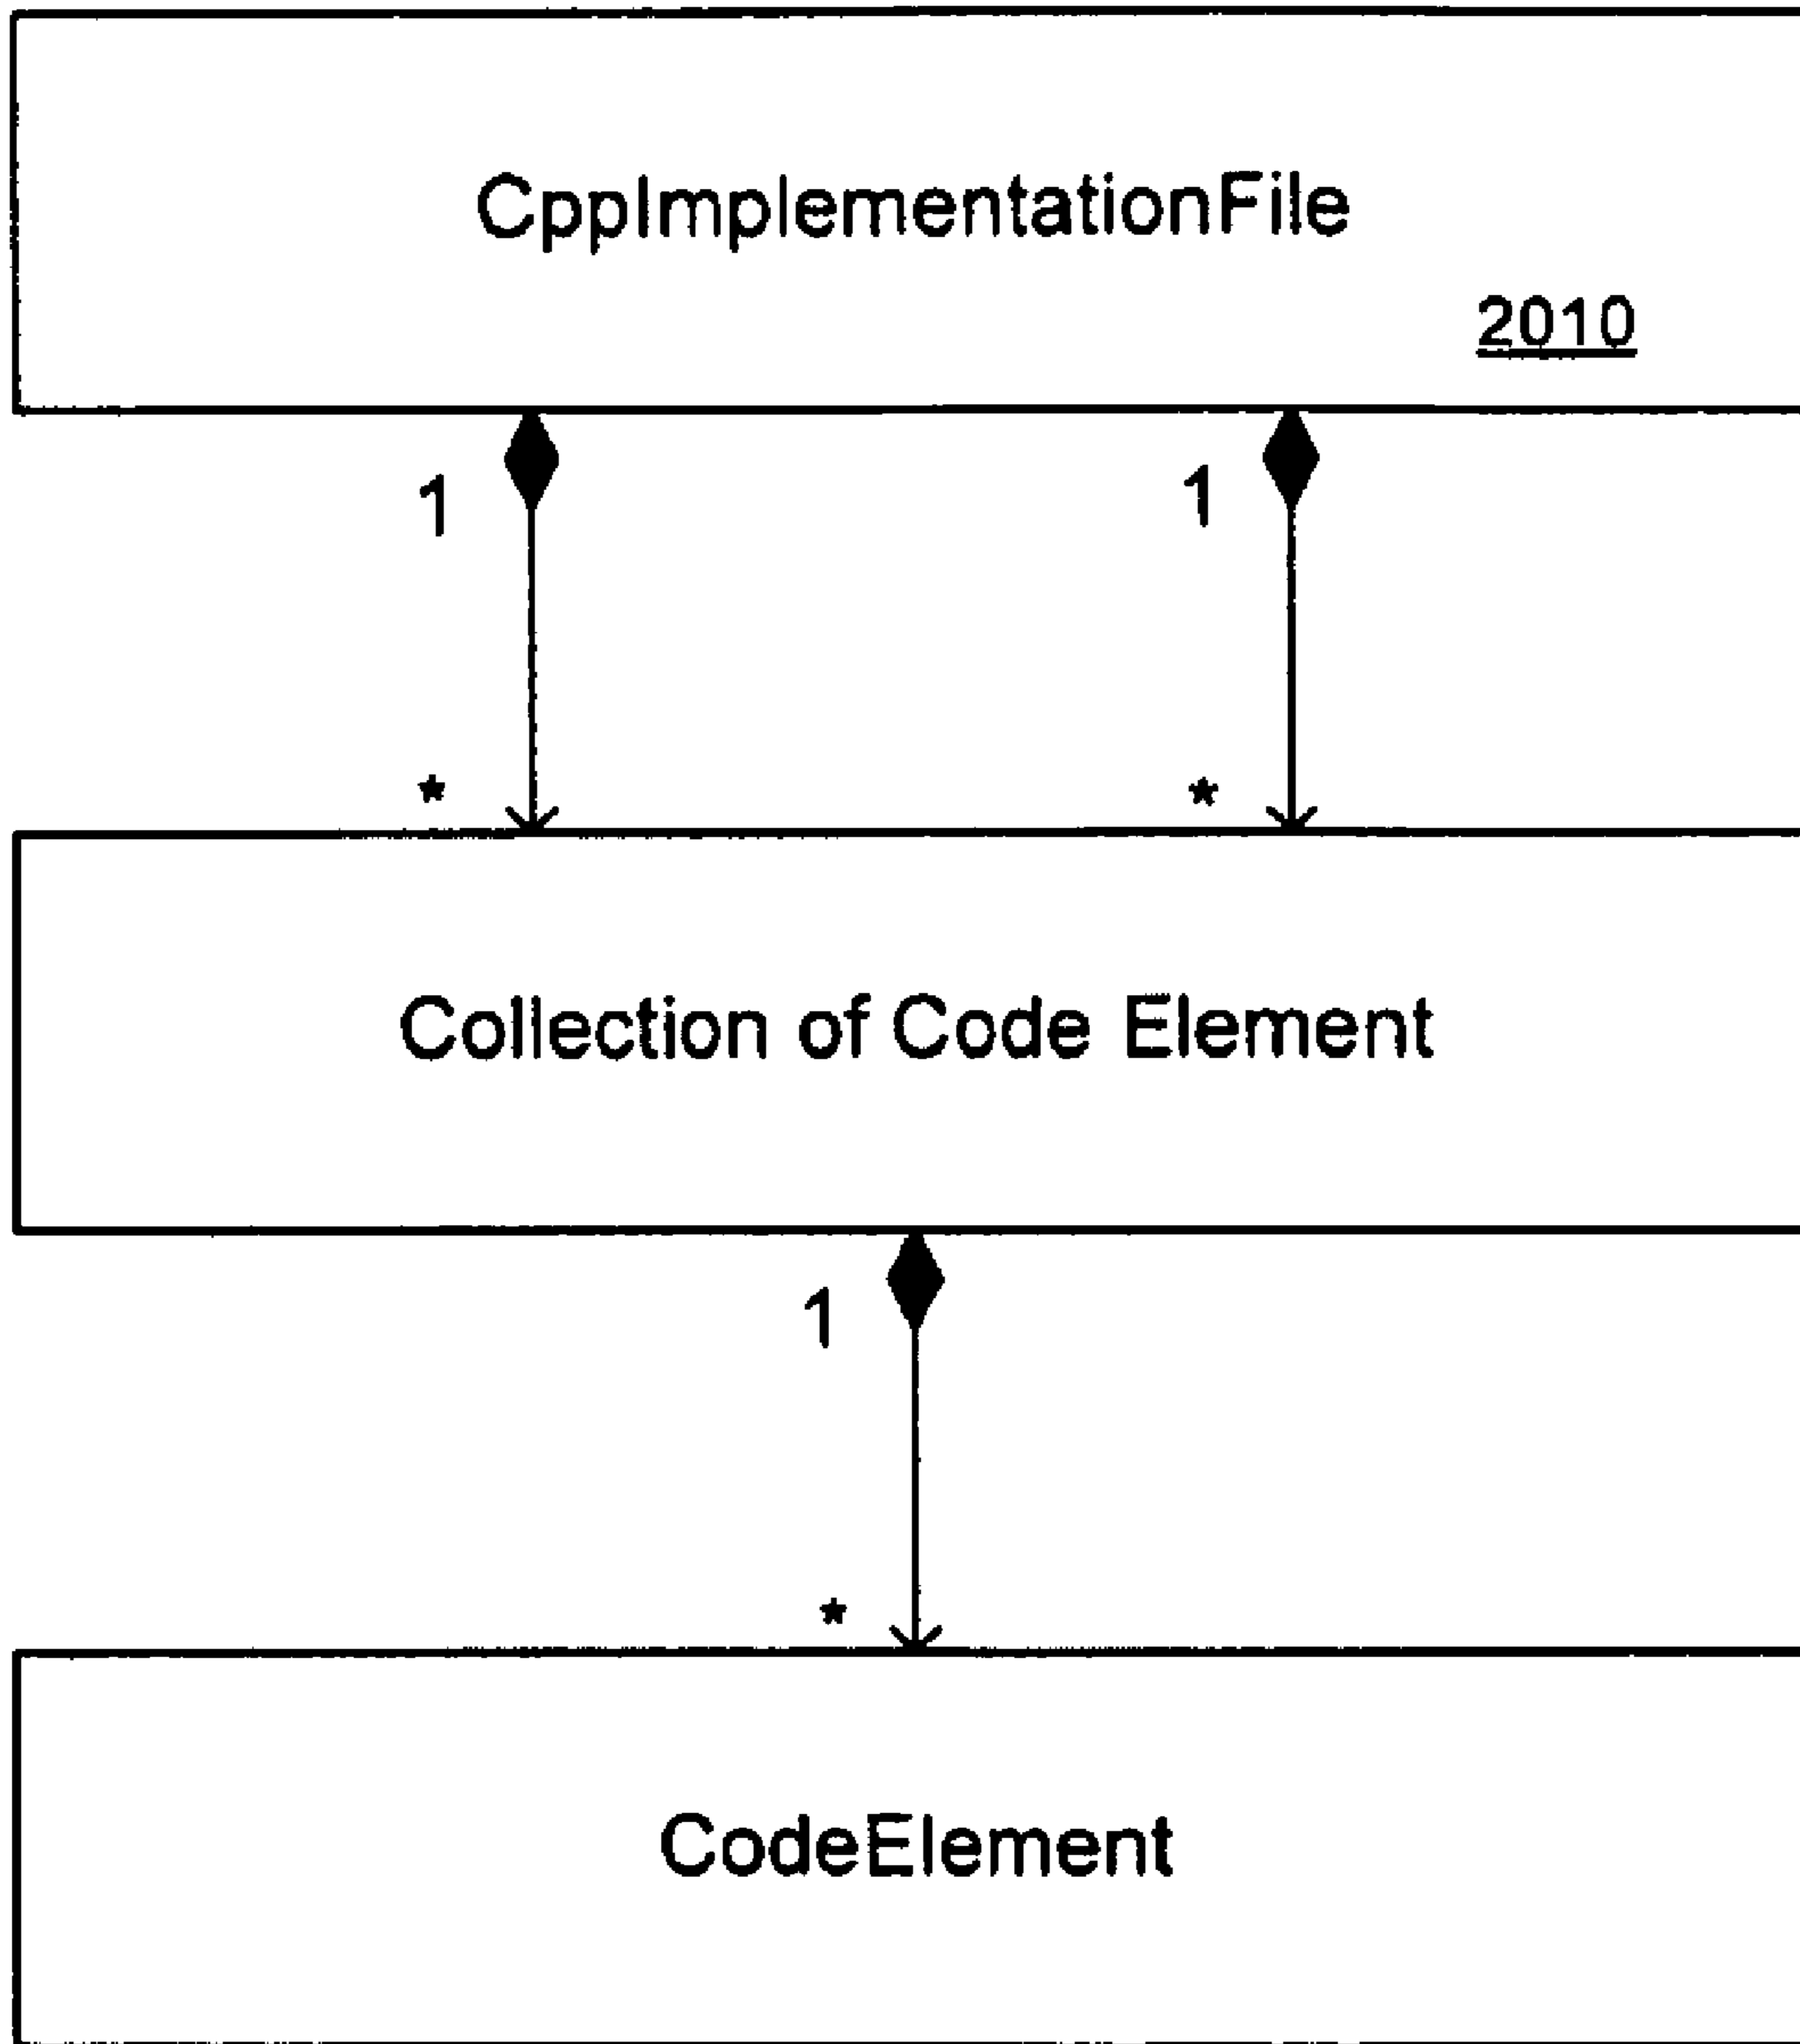 CppImplementationFile
2010
1 1
* *
Collection of Code Element
1
*
CodeElement